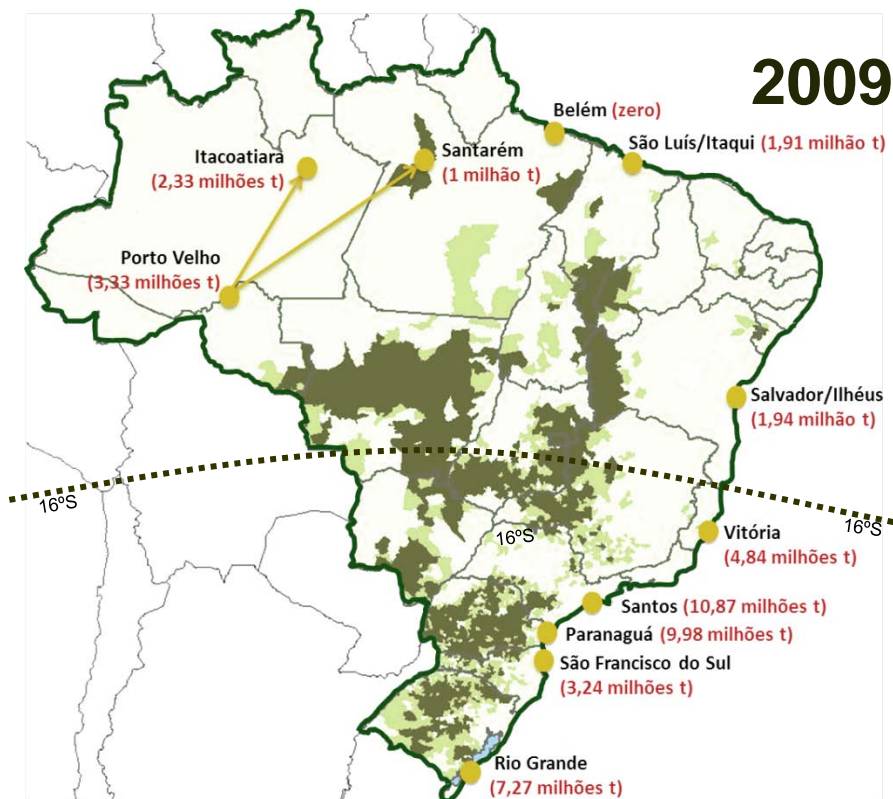 2009
Belém (zero)
São Luís/Itaqui (1,91 milhão t)
Itacoatiara
(2,33 milhões t)
Santarém
(1 milhão t)
Porto Velho
(3,33 milhões t)
Salvador/Ilhéus
(1,94 milhão t)
16ºS
16ºS
16ºS
Vitória
(4,84 milhões t)
Santos (10,87 milhões t)
Paranaguá (9,98 milhões t)
São Francisco do Sul
(3,24 milhões t)
Rio Grande
(7,27 milhões t)